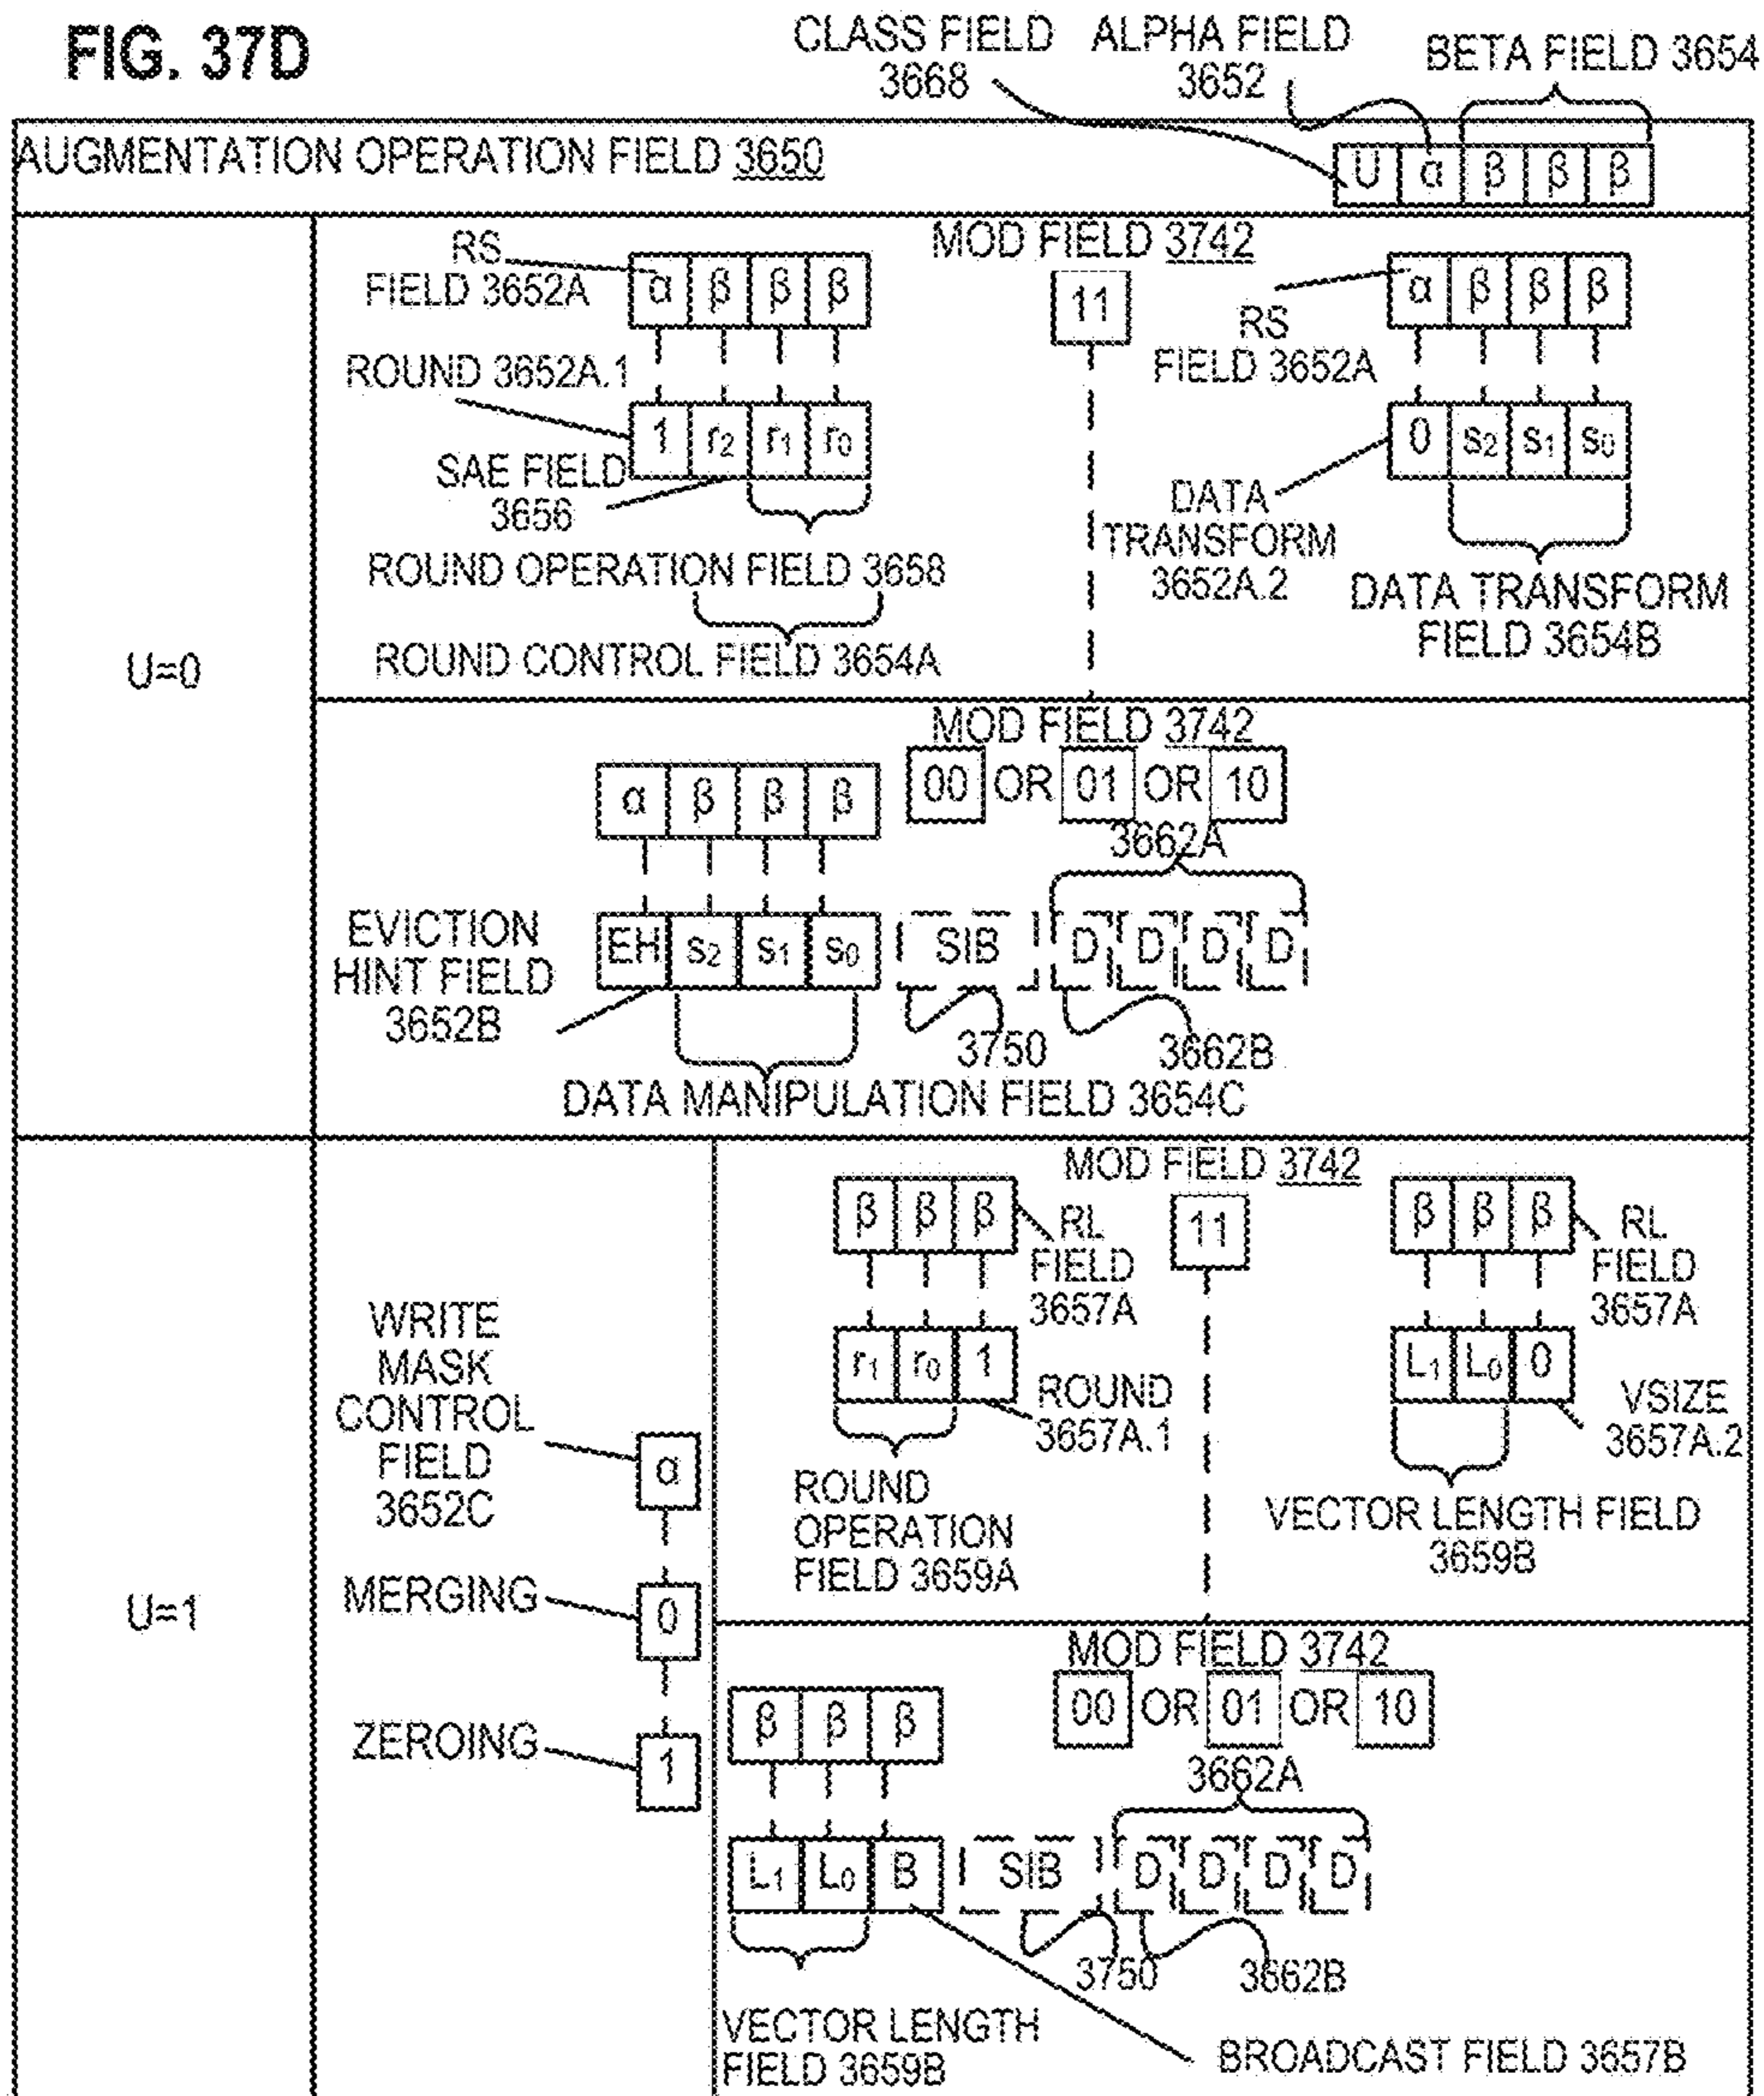 FIG. 37D
CLASS FIELD
3668
ALPHA FIELD
3652
BETA FIELD 3654
AUGMENTATION OPERATION FIELD 3650
U α β β β
U=0
MOD FIELD 3742
11
RS
FIELD 3652A
α β β β
ROUND 3652A.1
1 r2 r1 r0
SAE FIELD
3656
ROUND OPERATION FIELD 3658
ROUND CONTROL FIELD 3654A
α β β β
RS
FIELD 3652A
0 s2 s1 s0
DATA
TRANSFORM
3652A.2
DATA TRANSFORM
FIELD 3654B
MOD FIELD 3742
00 OR 01 OR 10
α β β β
3662A
EVICTION
HINT FIELD
3652B
EH s2 s1 s0 SIB D D D D
3750
3662B
DATA MANIPULATION FIELD 3654C
U=1
WRITE
MASK
CONTROL
FIELD
3652C
α
MERGING
0
ZEROING
1
MOD FIELD 3742
11
β β β
RL
FIELD
3657A
r1 r0 1
ROUND
3657A.1
ROUND
OPERATION
FIELD 3659A
β β β
RL
FIELD
3657A
L1 L0 0
VSIZE
3657A.2
VECTOR LENGTH FIELD
3659B
MOD FIELD 3742
00 OR 01 OR 10
β β β
3662A
L1 L0 B SIB D D D D
3750
3662B
VECTOR LENGTH
FIELD 3659B
BROADCAST FIELD 3657B